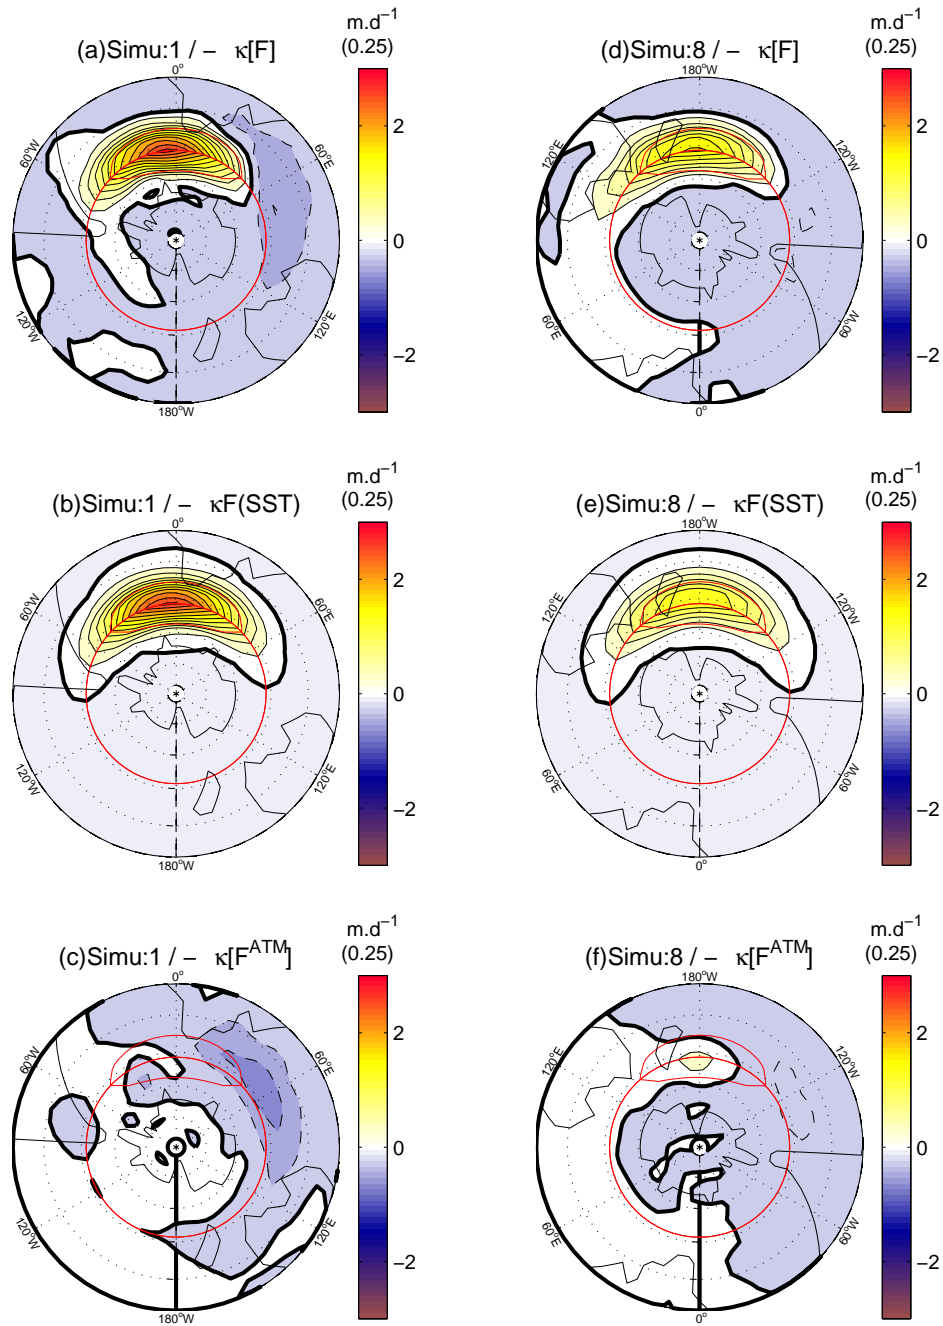 m.d⁻¹
(0.25)
(a)Simu:1 / − κ[F]
0°
60°W
60°E
120°W
120°E
180°W
2
0
−2
m.d⁻¹
(0.25)
(d)Simu:8 / − κ[F]
180°W
120°E
120°W
60°E
60°W
0°
2
0
−2
m.d⁻¹
(0.25)
(b)Simu:1 / − κF(SST)
0°
60°W
60°E
120°W
120°E
180°W
2
0
−2
m.d⁻¹
(0.25)
(e)Simu:8 / − κF(SST)
180°W
120°E
120°W
60°E
60°W
0°
2
0
−2
m.d⁻¹
(0.25)
(c)Simu:1 / − κ[Fᴬᵀᴹ]
0°
60°W
60°E
120°W
120°E
180°W
2
0
−2
m.d⁻¹
(0.25)
(f)Simu:8 / − κ[Fᴬᵀᴹ]
180°W
120°E
120°W
60°E
60°W
0°
2
0
−2